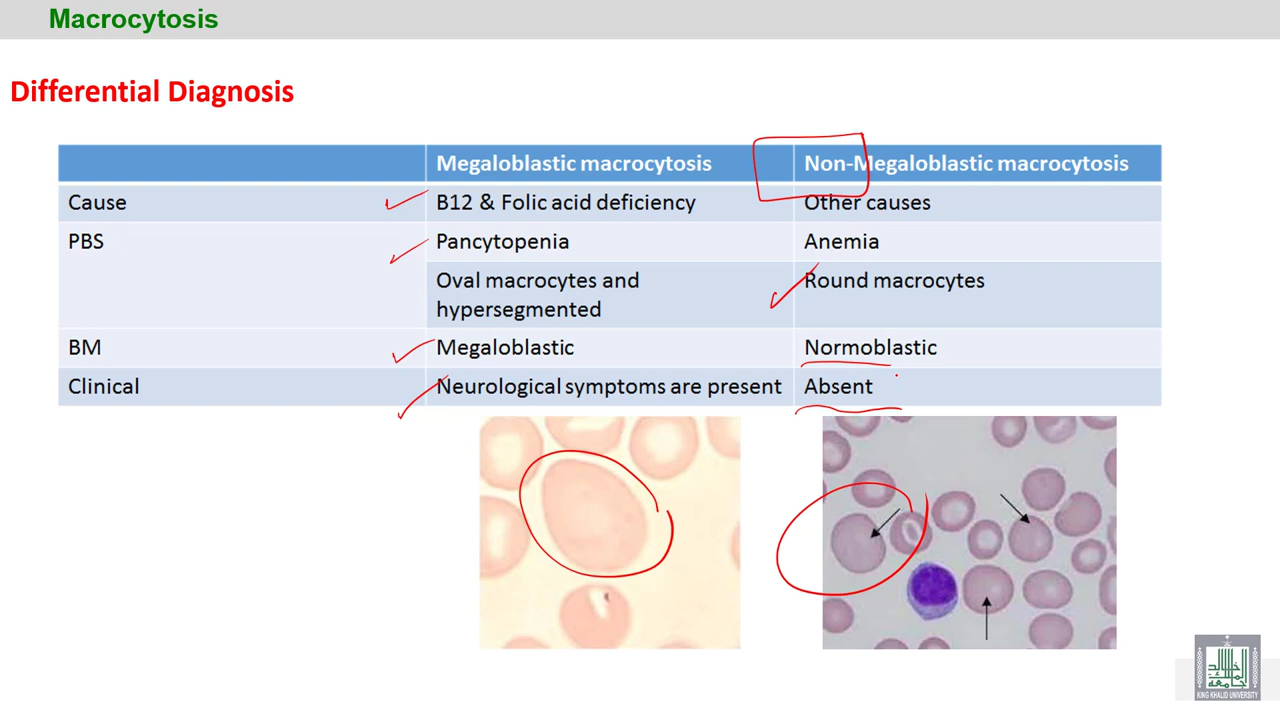 Macrocytosis
Differential Diagnosis
Megaloblastic macrocytosis Non-Megaloblastic macrocytosis
Cause B12 & Folic acid deficiency Other causes
PBS Pancytopenia Anemia
Oval macrocytes and
hypersegmented Round macrocytes
BM Megaloblastic Normoblastic
Clinical Neurological symptoms are present Absent
KING KHALID UNIVERSITY